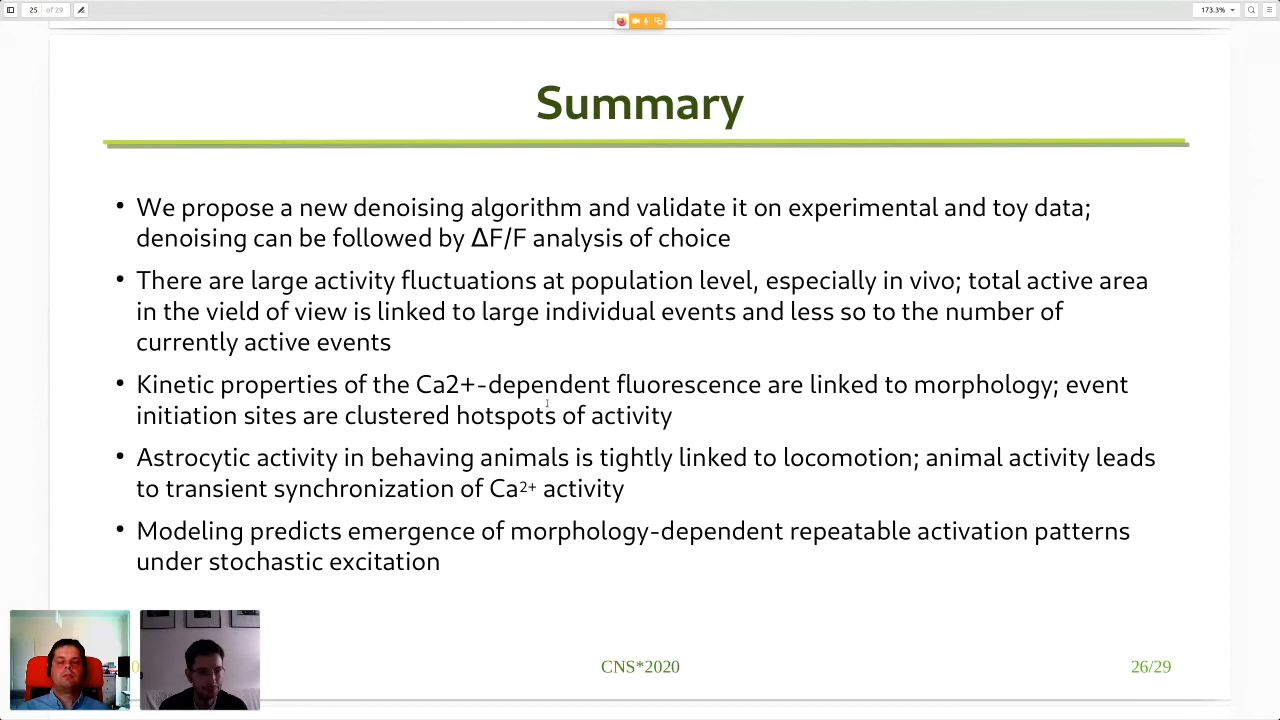 25 of 29
173.3%
Summary
• We propose a new denoising algorithm and validate it on experimental and toy data;
denoising can be followed by ΔF/F analysis of choice
• There are large activity fluctuations at population level, especially in vivo; total active area
in the vield of view is linked to large individual events and less so to the number of
currently active events
• Kinetic properties of the Ca2+-dependent fluorescence are linked to morphology; event
initiation sites are clustered hotspots of activity
• Astrocytic activity in behaving animals is tightly linked to locomotion; animal activity leads
to transient synchronization of Ca²⁺ activity
• Modeling predicts emergence of morphology-dependent repeatable activation patterns
under stochastic excitation
CNS*2020
26/29